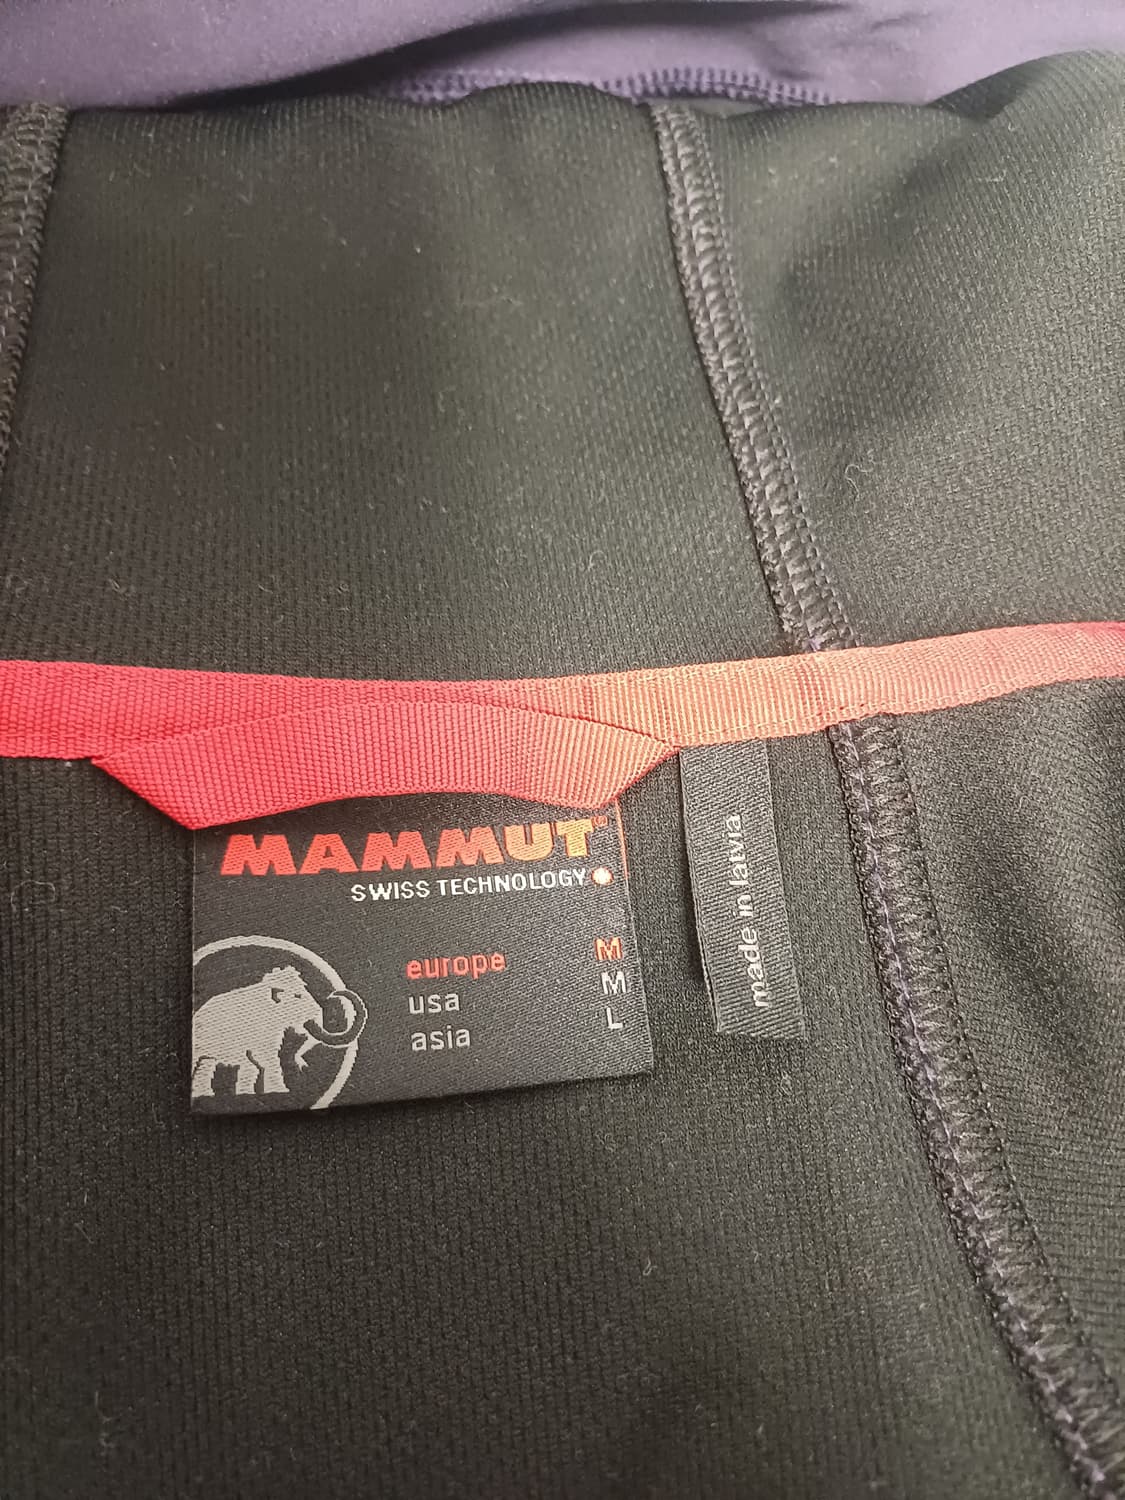 MAMMUT®
SWISS TECHNOLOGY
europe M
usa M
asia L
made in latvia